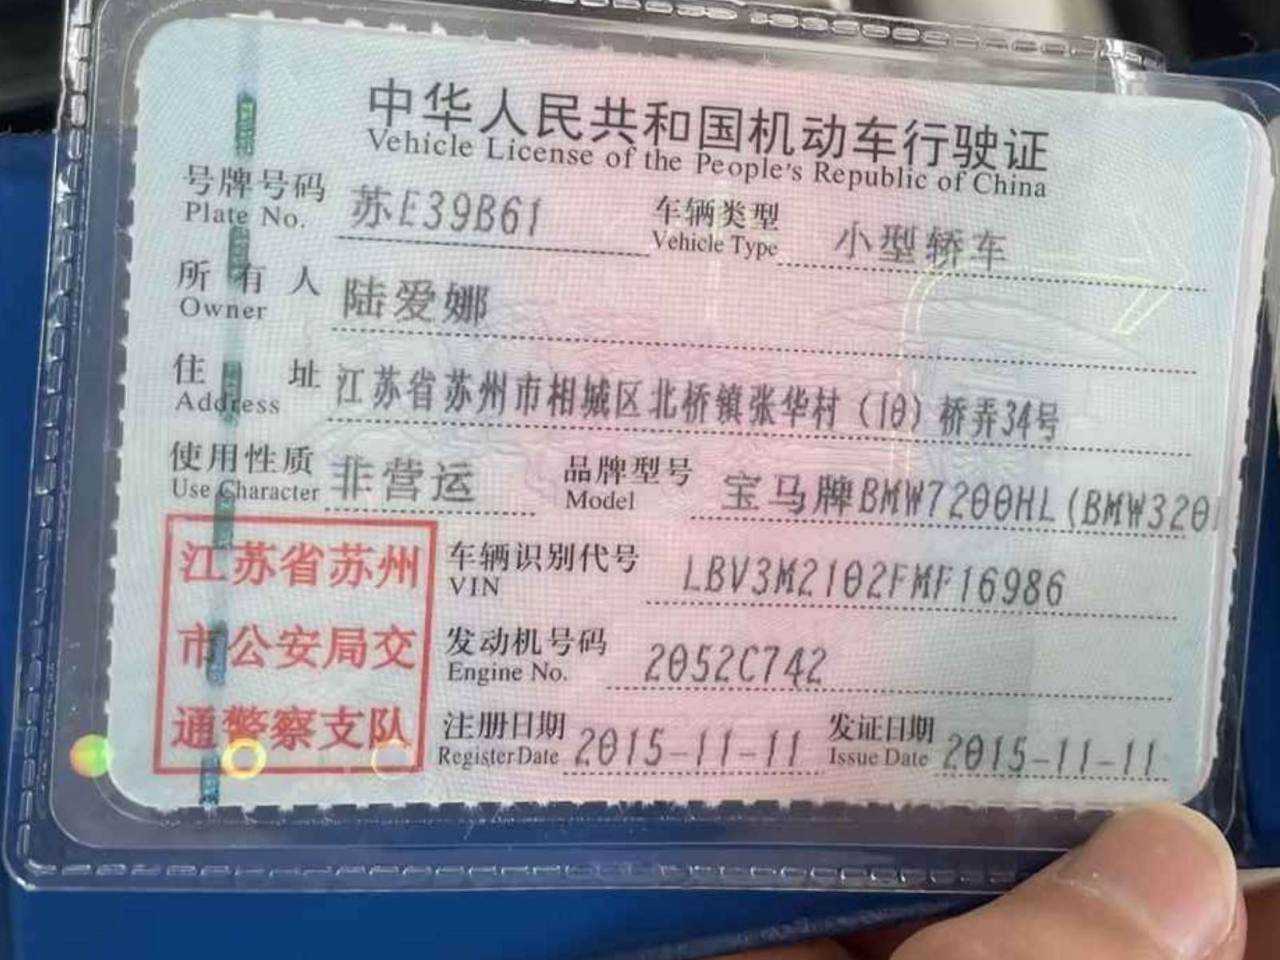 中华人民共和国机动车行驶证
Vehicle License of the People's Republic of China
号牌号码 苏E39B61 车辆类型 小型轿车
Plate No. Vehicle Type
所有人 陆爱娜
Owner
住址 江苏省苏州市相城区北桥镇张华村（10）桥弄34号
Address
使用性质 非营运 品牌型号 宝马牌BMW7200HL(BMW320
Use Character Model
江苏省苏州
市公安局交
通警察支队
车辆识别代号 LBV3M2102FMF16986
VIN
发动机号码 2052C742
Engine No.
注册日期 2015-11-11 发证日期 2015-11-11
Register Date Issue Date